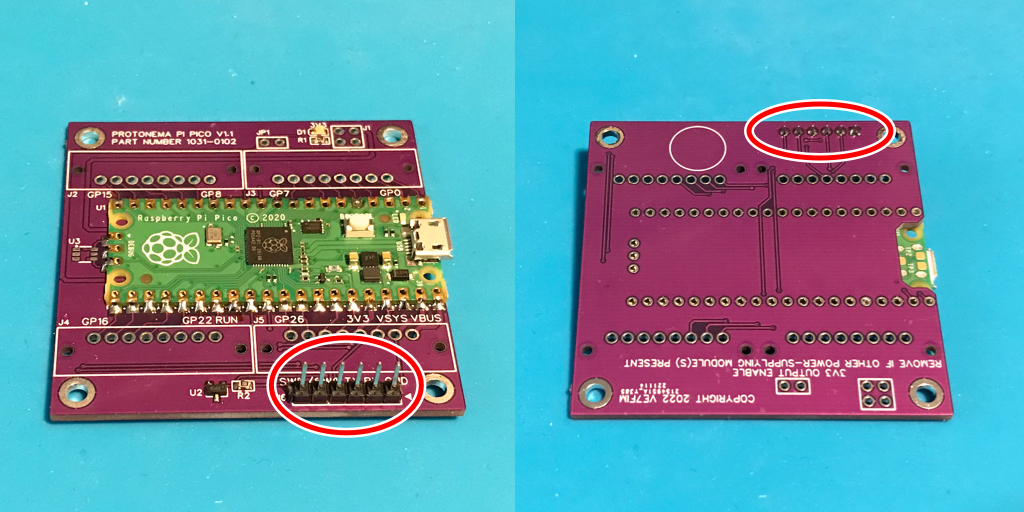 PROTONEMA PI PICO V1.1
PART NUMBER 1031-0102
JP1
D1
R1
3V3
J1
J2
GP15
GP8
J3
GP7
GP0
U1
Raspberry Pi Pico © 2020
U3
J4
GP16
GP22 RUN
J5
GP26
3V3
VSYS
VBUS
U2
R2
REMOVE IF OTHER POWER-SUPPLYING MODULE(S) PRESENT
3V3 OUTPUT ENABLE
COPYRIGHT 2022 VE7FIM